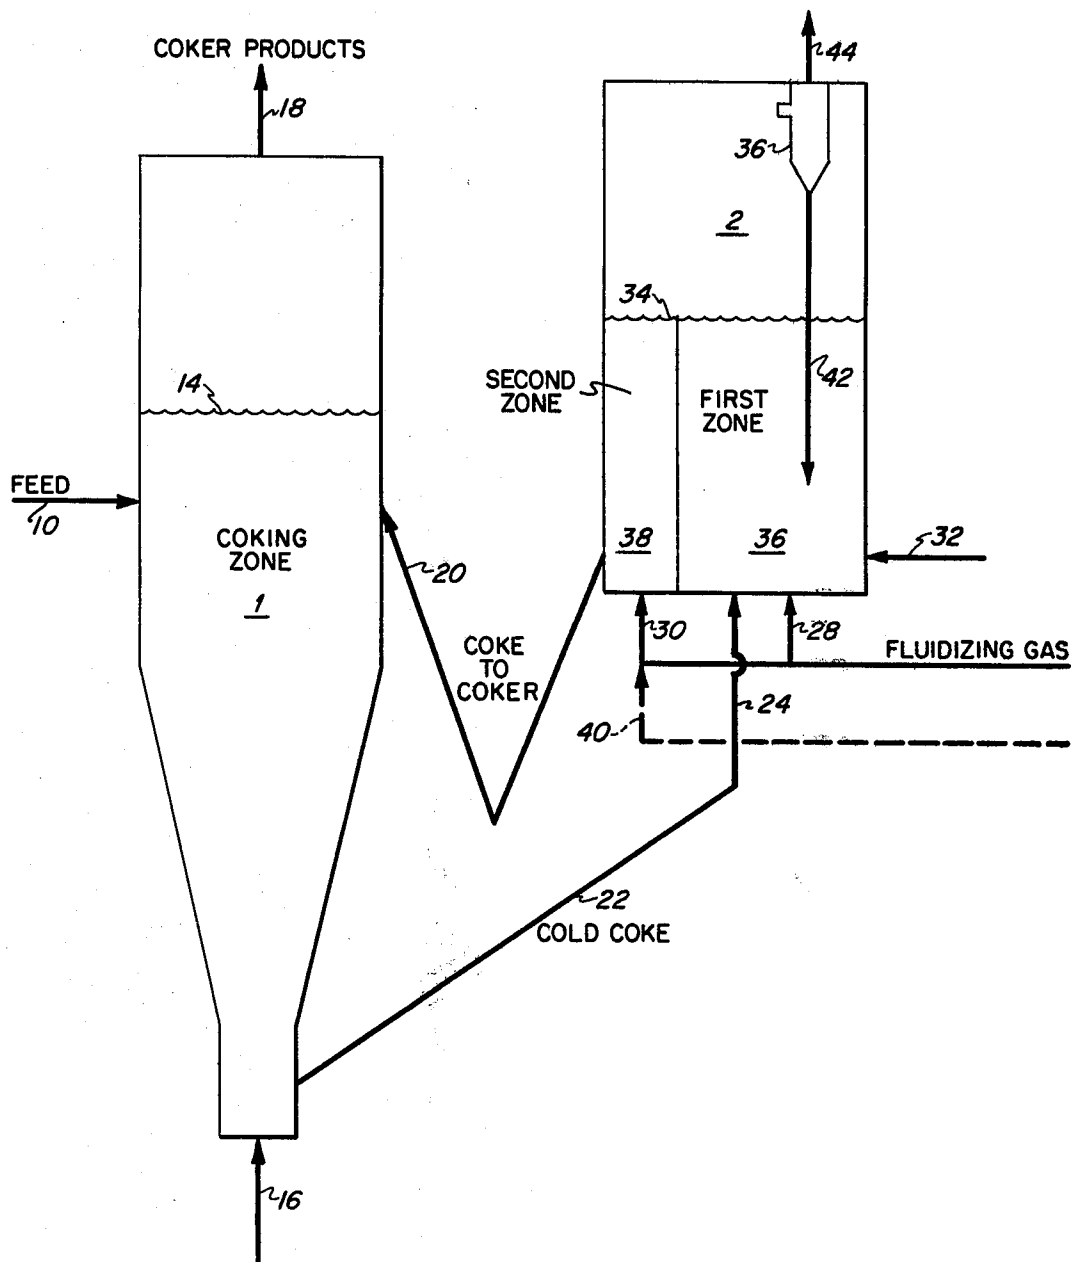 COKER PRODUCTS
18
44
36
2
34
14
SECOND
ZONE
FIRST
ZONE
42
FEED
10
COKING
ZONE
1
20
38
36
32
COKE
TO
COKER
30
28
FLUIDIZING GAS
24
40
22
COLD COKE
16